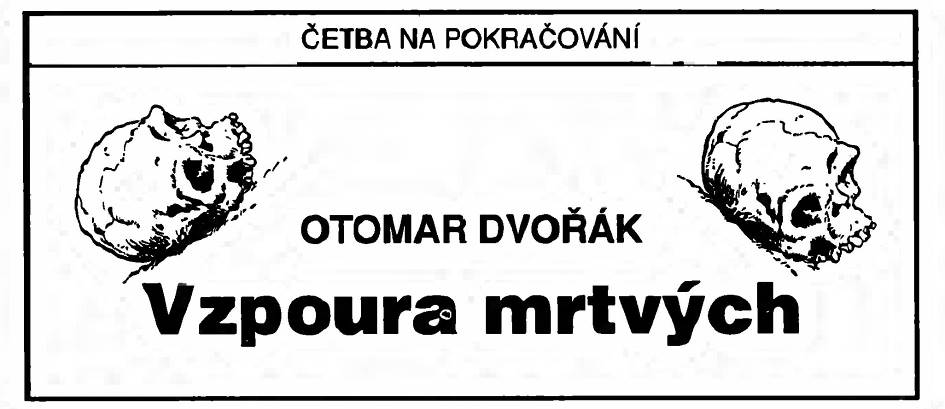 ČETBA NA POKRAČOVÁNÍ
OTOMAR DVOŘÁK
Vzpoura mrtvých